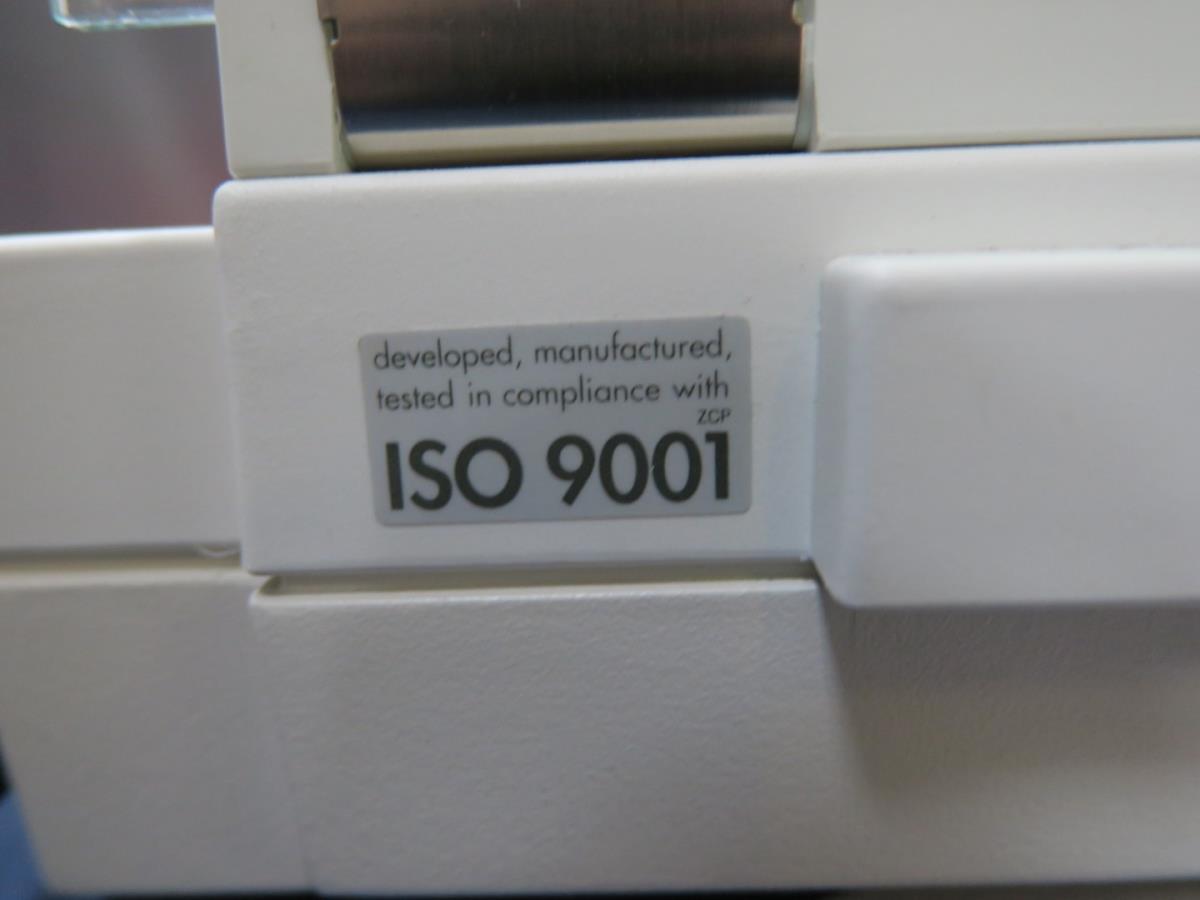 developed, manufactured,
tested in compliance with
ZCP
ISO 9001